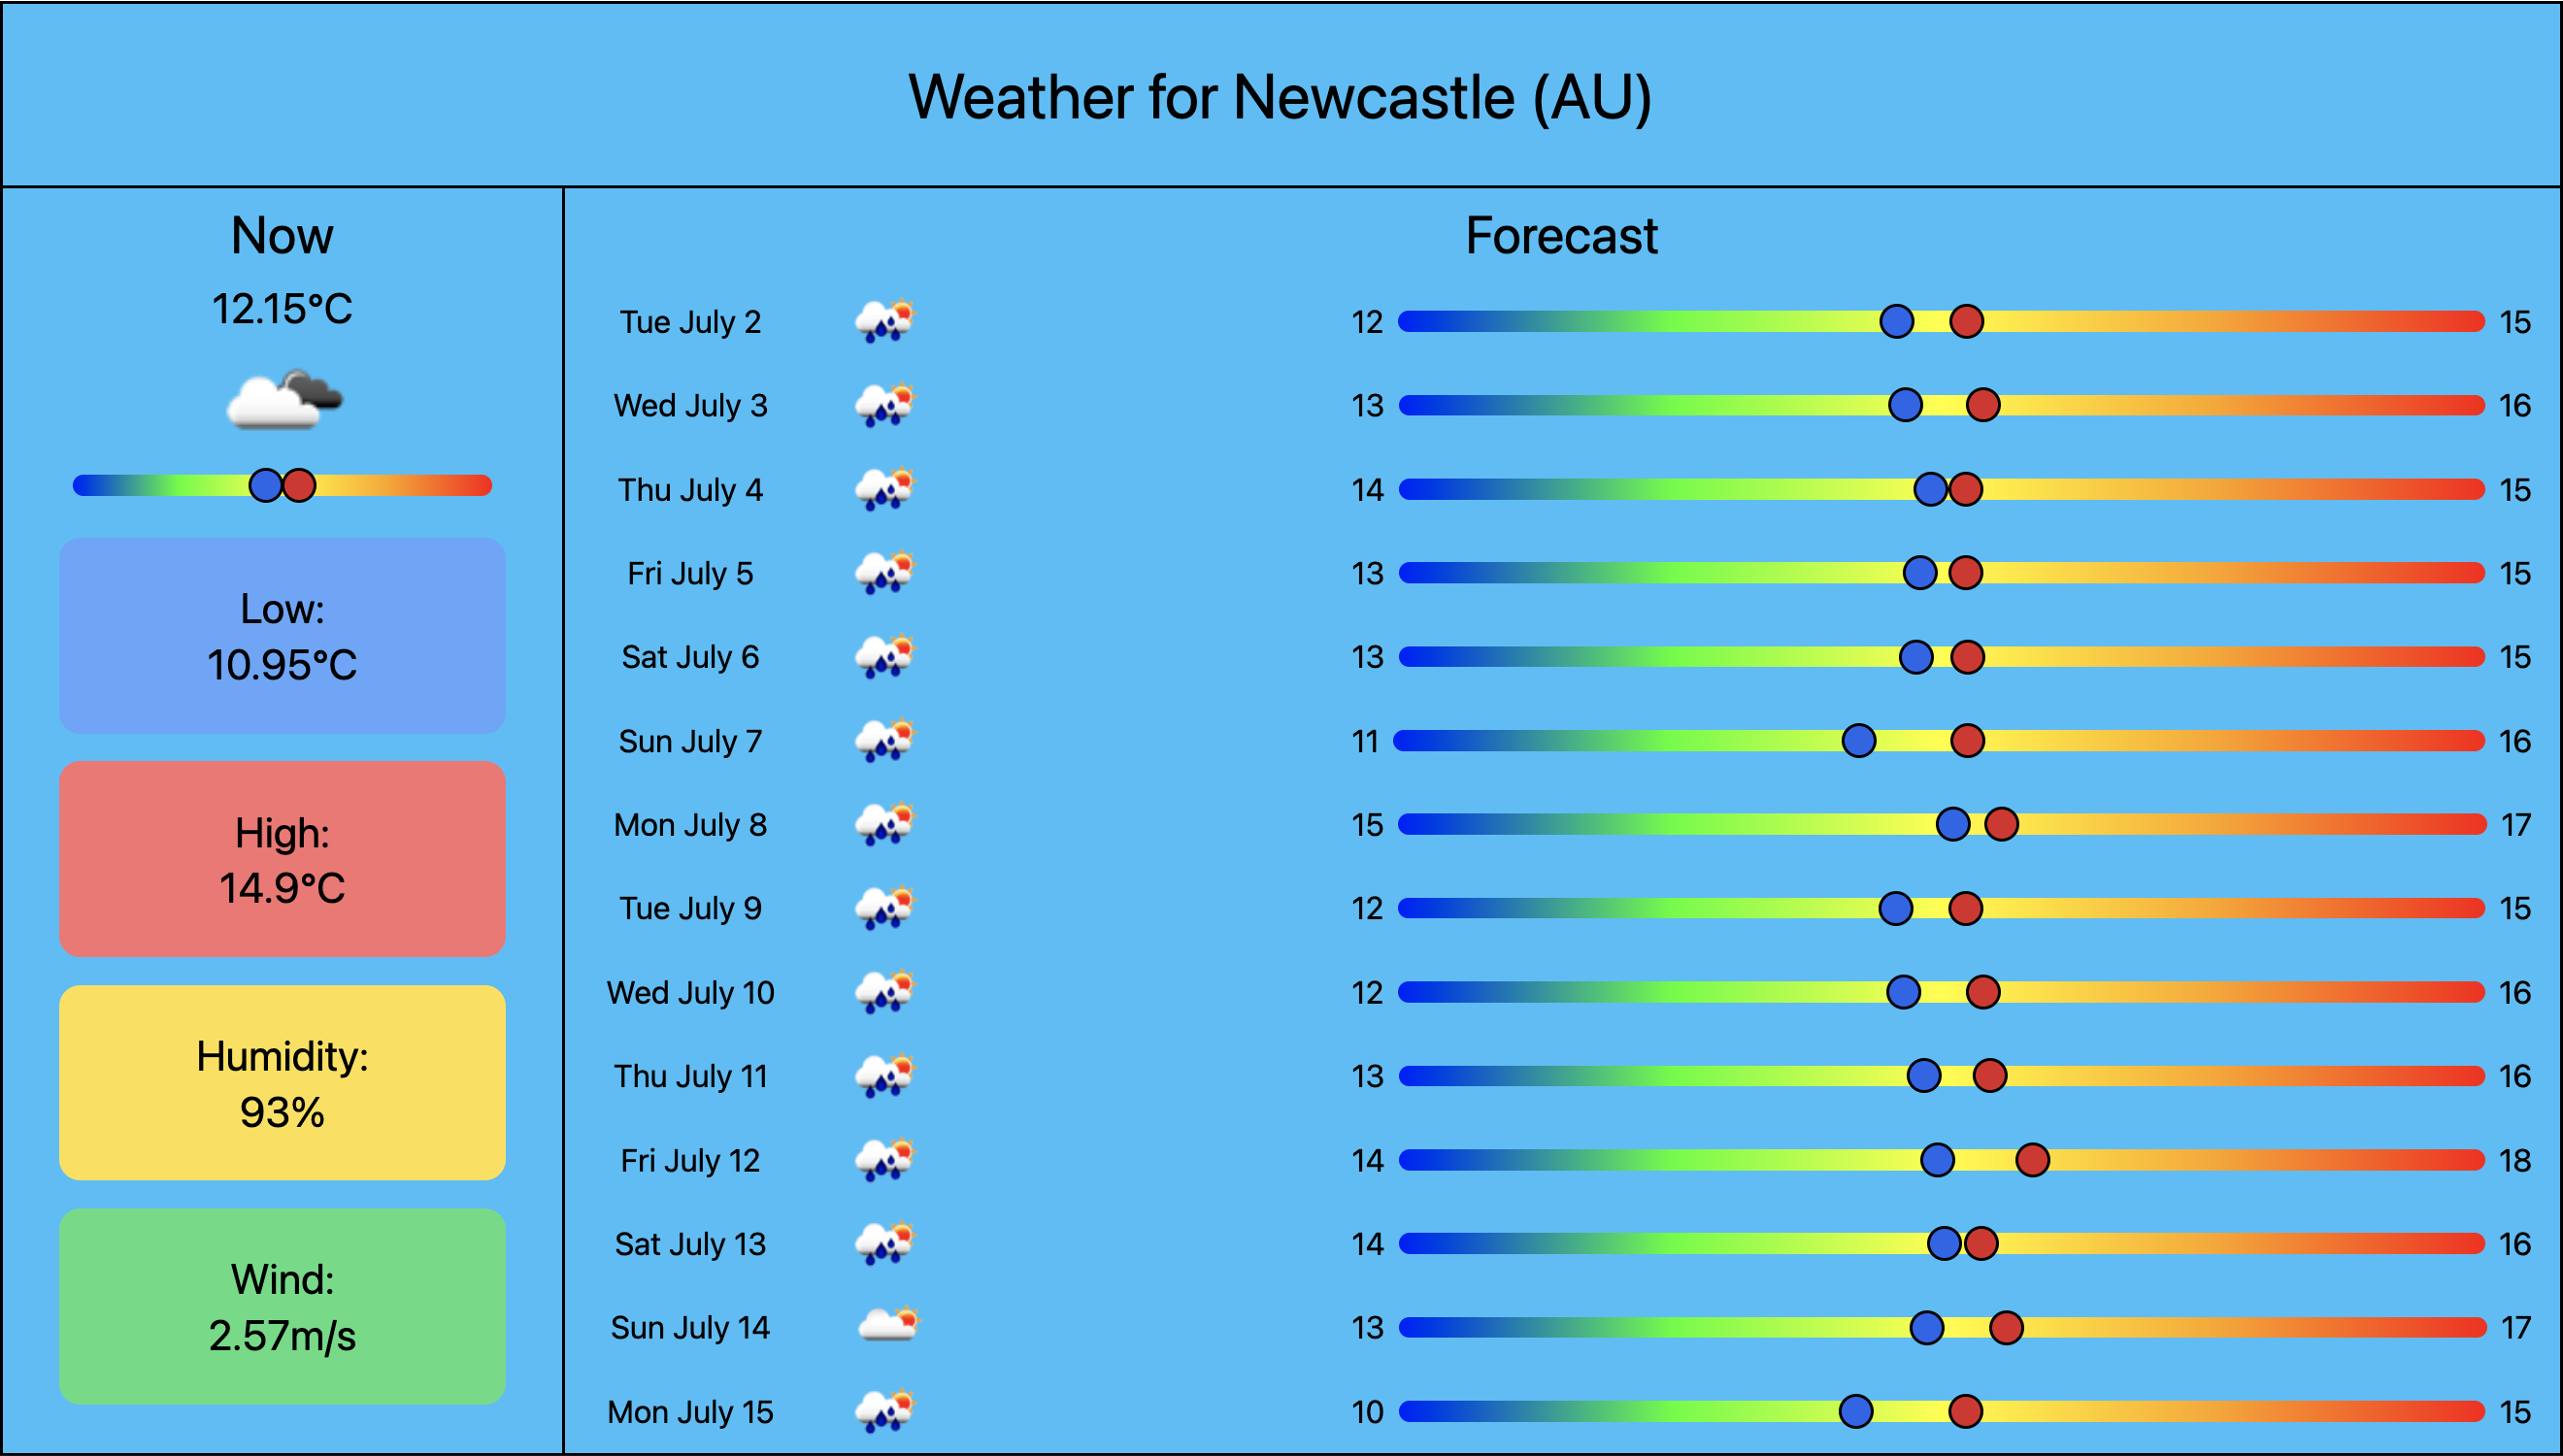 Weather for Newcastle (AU)
Now
12.15°C
Low:
10.95°C
High:
14.9°C
Humidity:
93%
Wind:
2.57m/s
Forecast
Tue July 2 12 15
Wed July 3 13 16
Thu July 4 14 15
Fri July 5 13 15
Sat July 6 13 15
Sun July 7 11 16
Mon July 8 15 17
Tue July 9 12 15
Wed July 10 12 16
Thu July 11 13 16
Fri July 12 14 18
Sat July 13 14 16
Sun July 14 13 17
Mon July 15 10 15